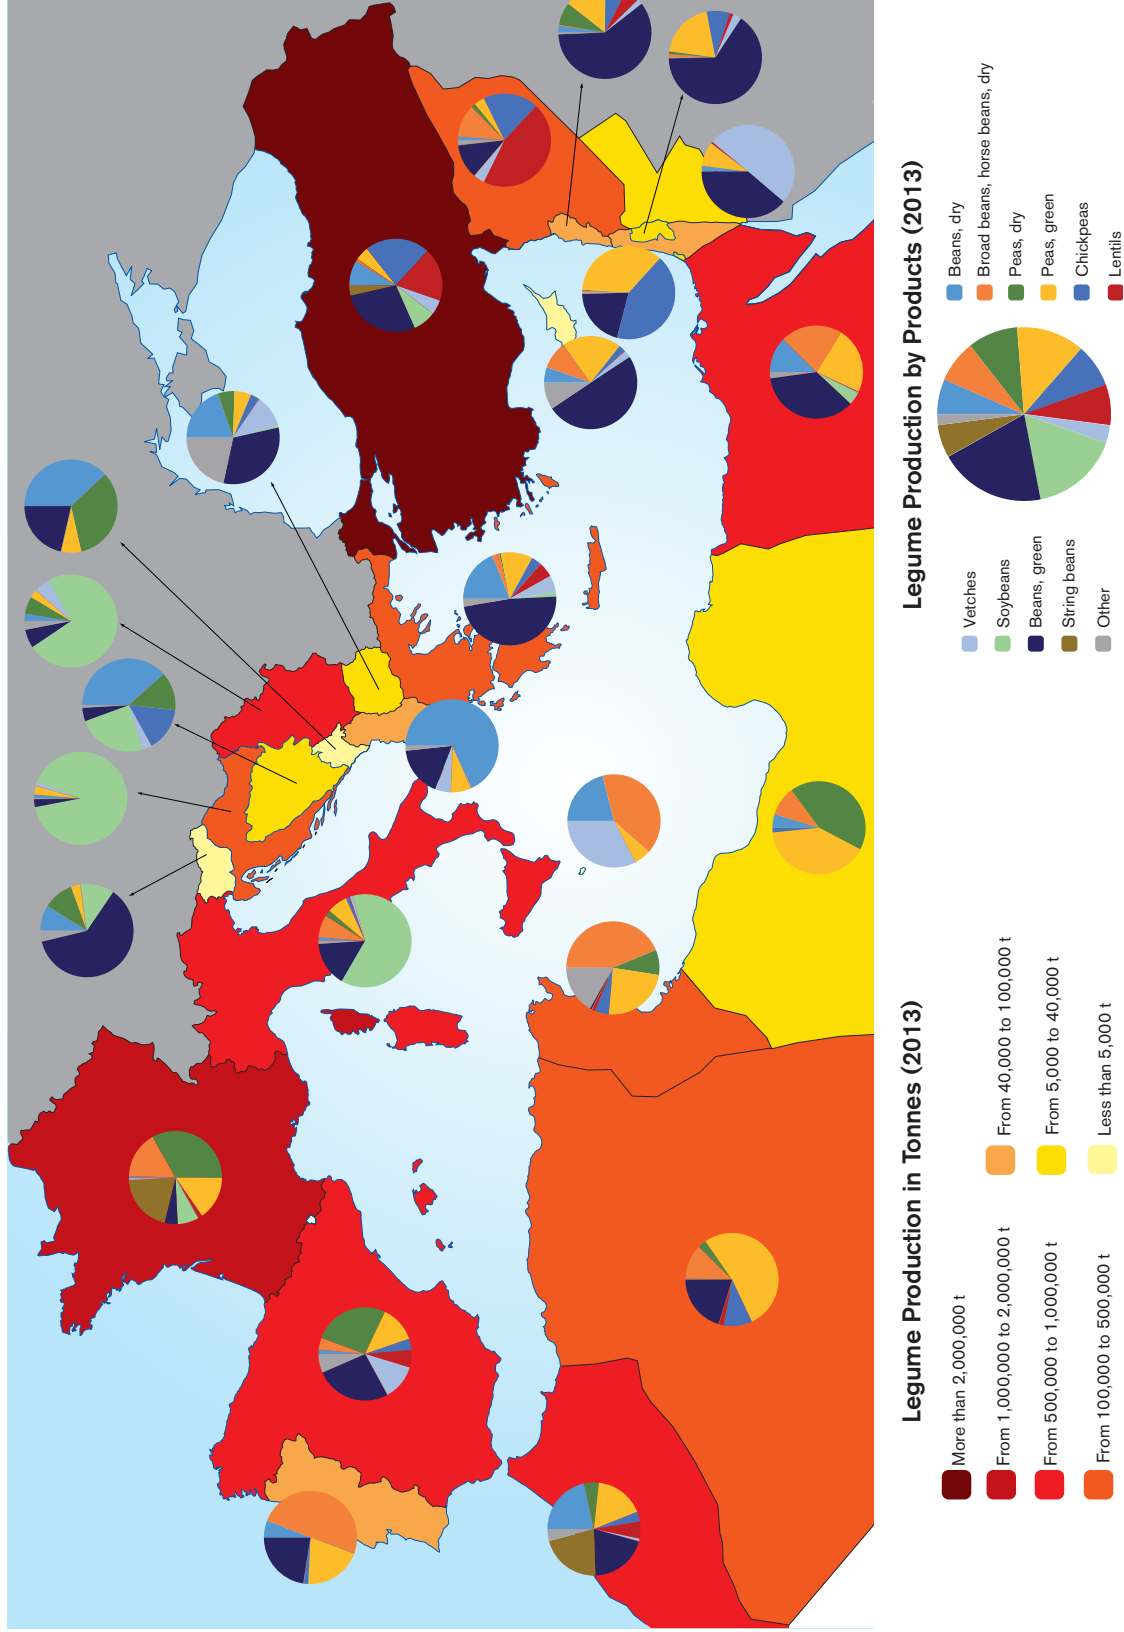 Legume Production in Tonnes (2013)
More than 2,000,000 t
From 1,000,000 to 2,000,000 t
From 500,000 to 1,000,000 t
From 100,000 to 500,000 t
From 40,000 to 100,000 t
From 5,000 to 40,000 t
Less than 5,000 t
Legume Production by Products (2013)
Vetches
Soybeans
Beans, green
String beans
Other
Beans, dry
Broad beans, horse beans, dry
Peas, dry
Peas, green
Chickpeas
Lentils